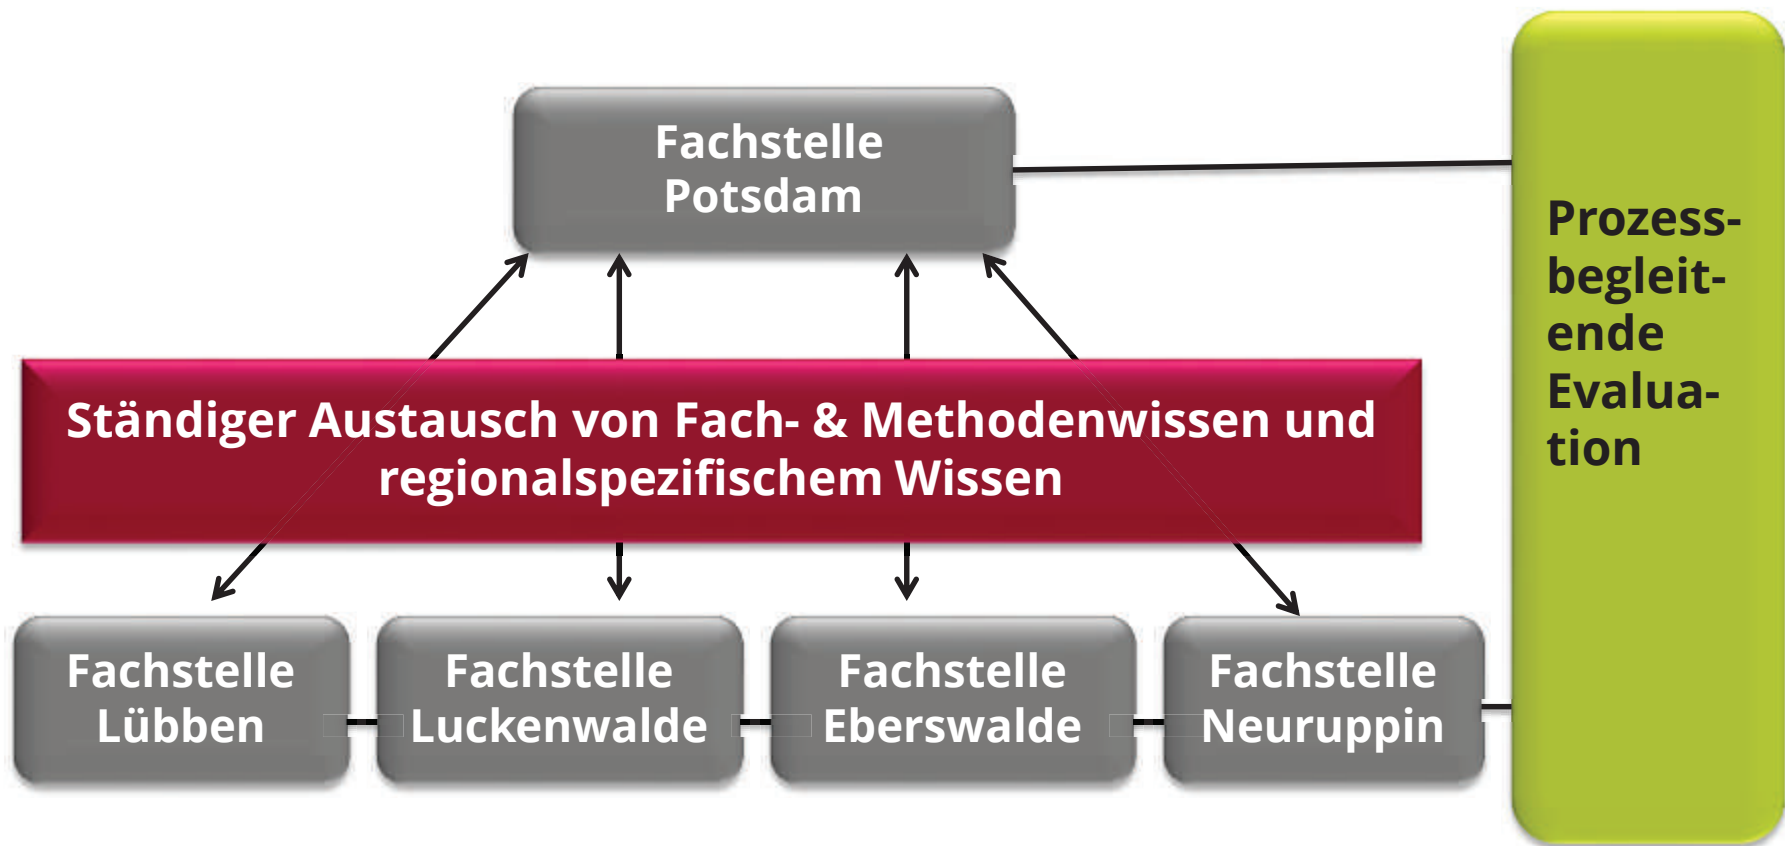 Fachstelle
Potsdam
Prozess-
begleit-
ende
Evalua-
tion
Ständiger Austausch von Fach- & Methodenwissen und
regionalspezifischem Wissen
Fachstelle
Lübben
Fachstelle
Luckenwalde
Fachstelle
Eberswalde
Fachstelle
Neuruppin